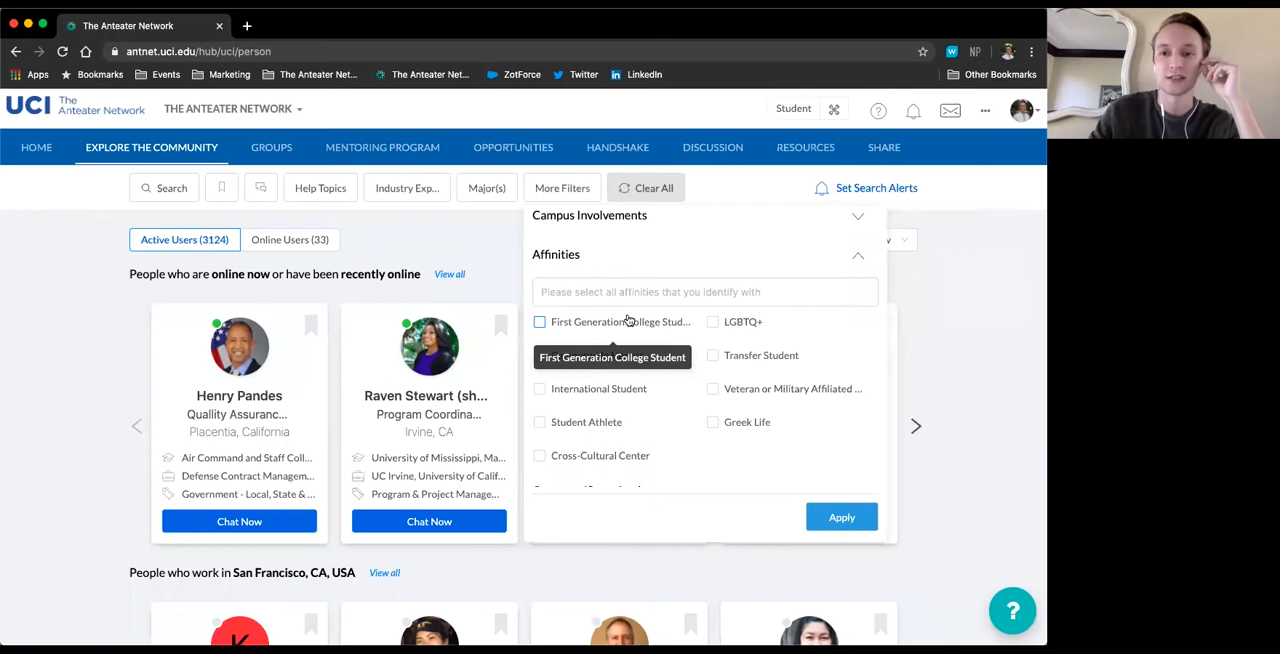 The Anteater Network
antnet.uci.edu/hub/uci/person
NP
Apps
Bookmarks
Events
Marketing
The Anteater Net...
The Anteater Net...
ZotForce
Twitter
LinkedIn
Other Bookmarks
UCI The Anteater Network
THE ANTEATER NETWORK
Student
HOME
EXPLORE THE COMMUNITY
GROUPS
MENTORING PROGRAM
OPPORTUNITIES
HANDSHAKE
DISCUSSION
RESOURCES
SHARE
Search
Help Topics
Industry Exp...
Major(s)
More Filters
Clear All
Set Search Alerts
Active Users (3124)
Online Users (33)
People who are online now or have been recently online
View all
Campus Involvements
Affinities
Please select all affinities that you identify with
First Generation College Stud...
LGBTQ+
First Generation College Student
Transfer Student
International Student
Veteran or Military Affiliated ...
Student Athlete
Greek Life
Cross-Cultural Center
Apply
Henry Pandes
Quallity Assuranc...
Placentia, California
Air Command and Staff Coll...
Defense Contract Managem...
Government - Local, State & ...
Chat Now
Raven Stewart (sh...
Program Coordina...
Irvine, CA
University of Mississippi, Ma...
UC Irvine, University of Calif...
Program & Project Manage...
Chat Now
People who work in San Francisco, CA, USA
View all
K
?